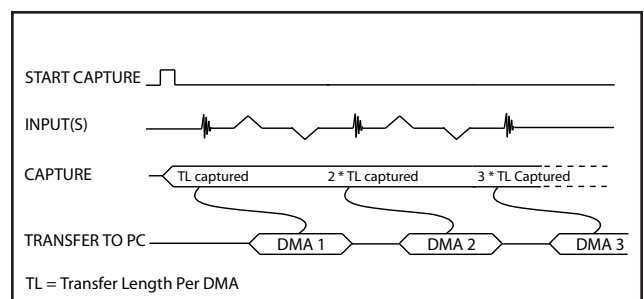 START CAPTURE
INPUT(S)
CAPTURE
TL captured 2 * TL captured 3 * TL Captured
TRANSFER TO PC
DMA 1 DMA 2 DMA 3
TL = Transfer Length Per DMA